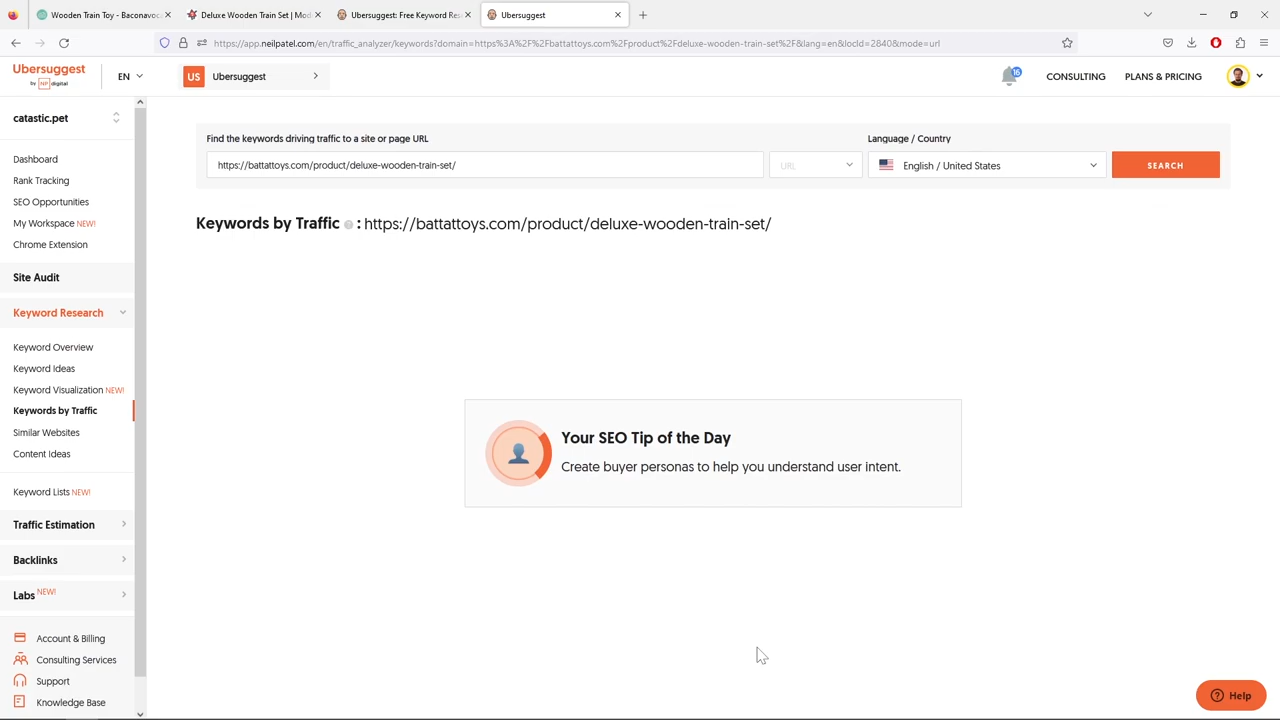 Wooden Train Toy - Baconavoc
Deluxe Wooden Train Set | Mod
Ubersuggest: Free Keyword Res
Ubersuggest
https://app.neilpatel.com/en/traffic_analyzer/keywords?domain=https%3A%2F%2Fbattattoys.com%2Fproduct%2Fdeluxe-wooden-train-set%2F&lang=en&locId=2840&mode=url
Ubersuggest
by NP digital
EN
US Ubersuggest
16
CONSULTING
PLANS & PRICING
catastic.pet
Dashboard
Rank Tracking
SEO Opportunities
My Workspace NEW!
Chrome Extension
Site Audit
Keyword Research
Keyword Overview
Keyword Ideas
Keyword Visualization NEW!
Keywords by Traffic
Similar Websites
Content Ideas
Keyword Lists NEW!
Traffic Estimation
Backlinks
Labs NEW!
Account & Billing
Consulting Services
Support
Knowledge Base
Find the keywords driving traffic to a site or page URL
Language / Country
https://battattoys.com/product/deluxe-wooden-train-set/
URL
English / United States
SEARCH
Keywords by Traffic ? : https://battattoys.com/product/deluxe-wooden-train-set/
Your SEO Tip of the Day
Create buyer personas to help you understand user intent.
Help